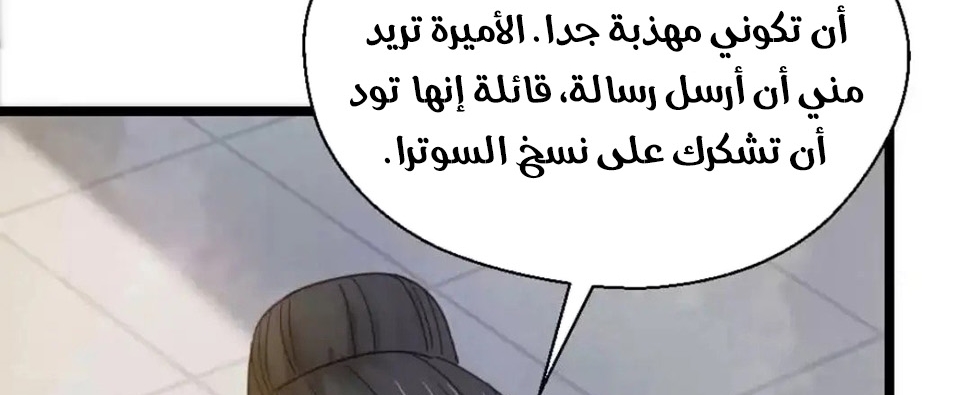 أن تكوني مهذبة جدا. الأميرة تريد
مني أن أرسل رسالة، قائلة إنها تود
أن تشكرك على نسخ السوترا.